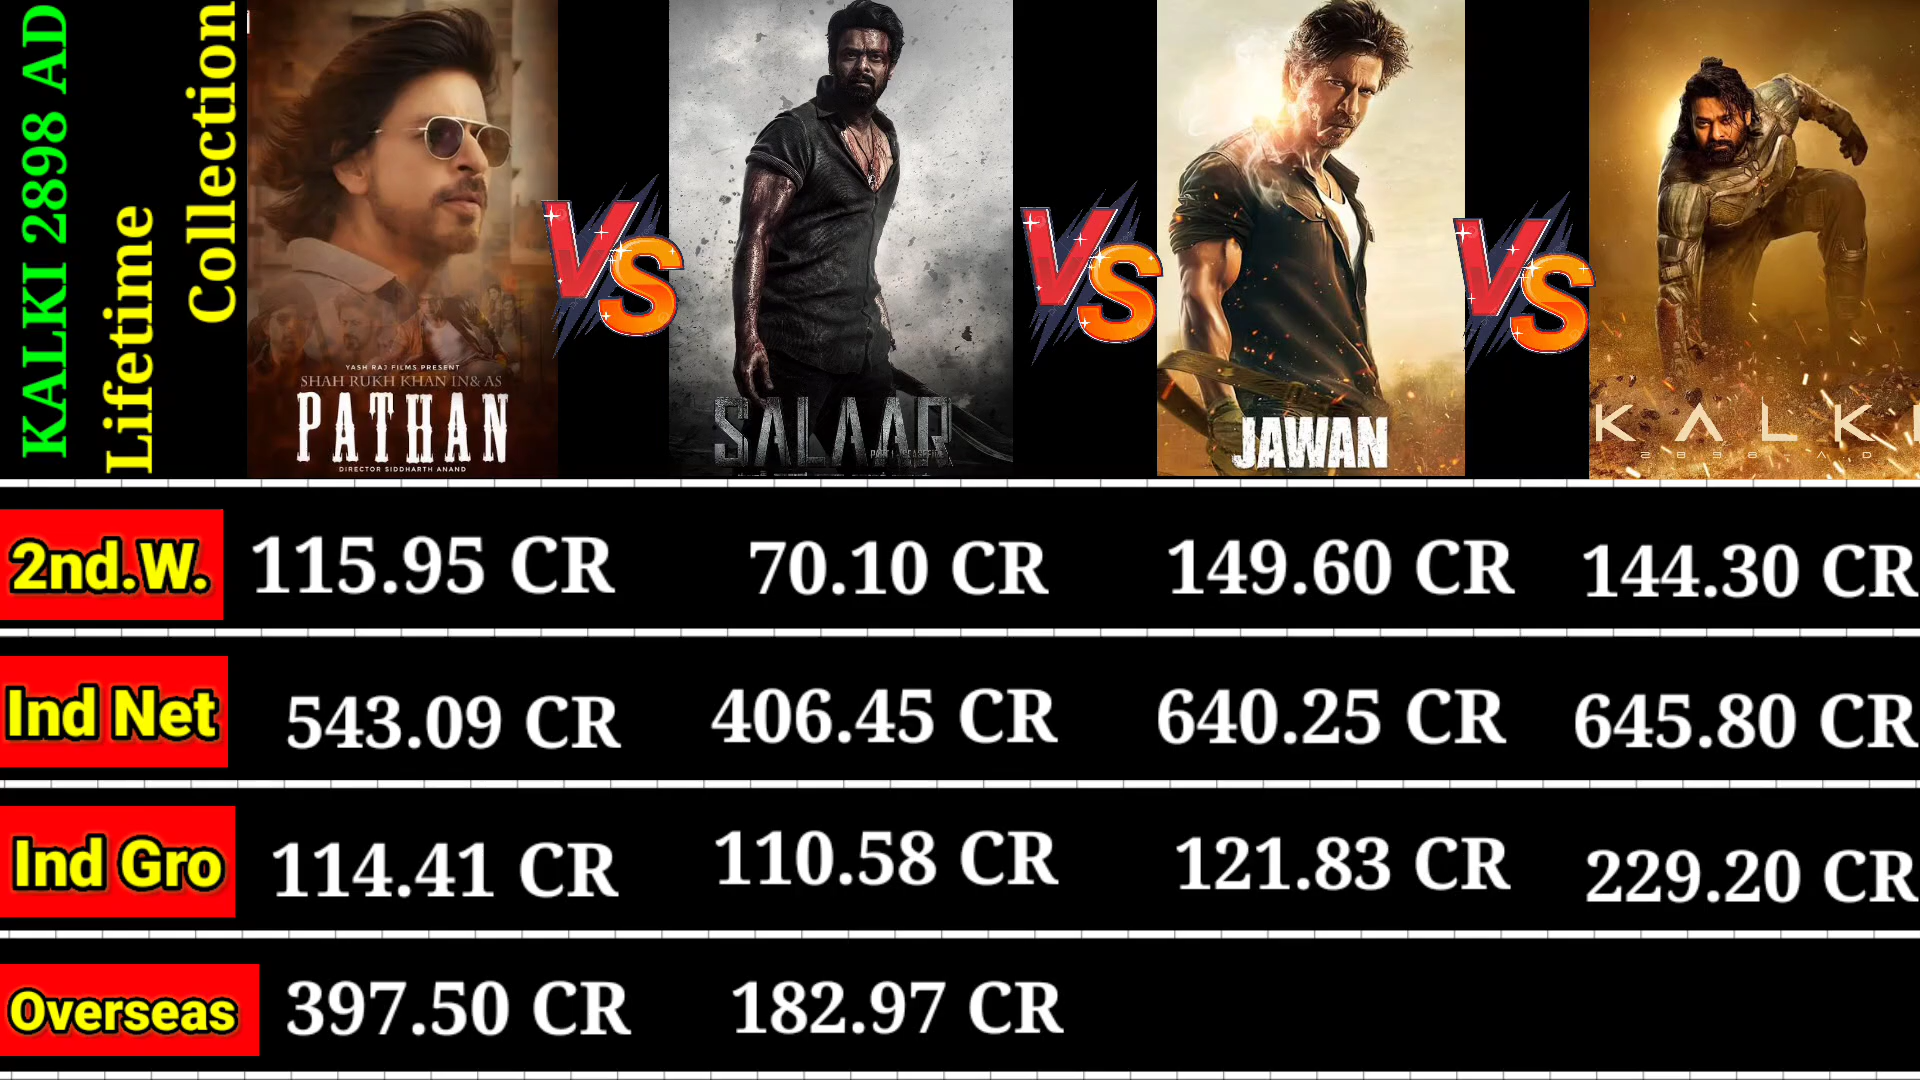 KALKI 2898 AD
Lifetime
Collection
YASH RAJ FILMS PRESENT
SHAH RUKH KHAN IN& AS
PATHAN
DIRECTOR SIDDHARTH ANAND
VS
SALAAR
VS
JAWAN
VS
KALKI
2898-AD
2nd.W. 115.95 CR 70.10 CR 149.60 CR 144.30 CR
Ind Net 543.09 CR 406.45 CR 640.25 CR 645.80 CR
Ind Gro 114.41 CR 110.58 CR 121.83 CR 229.20 CR
Overseas 397.50 CR 182.97 CR